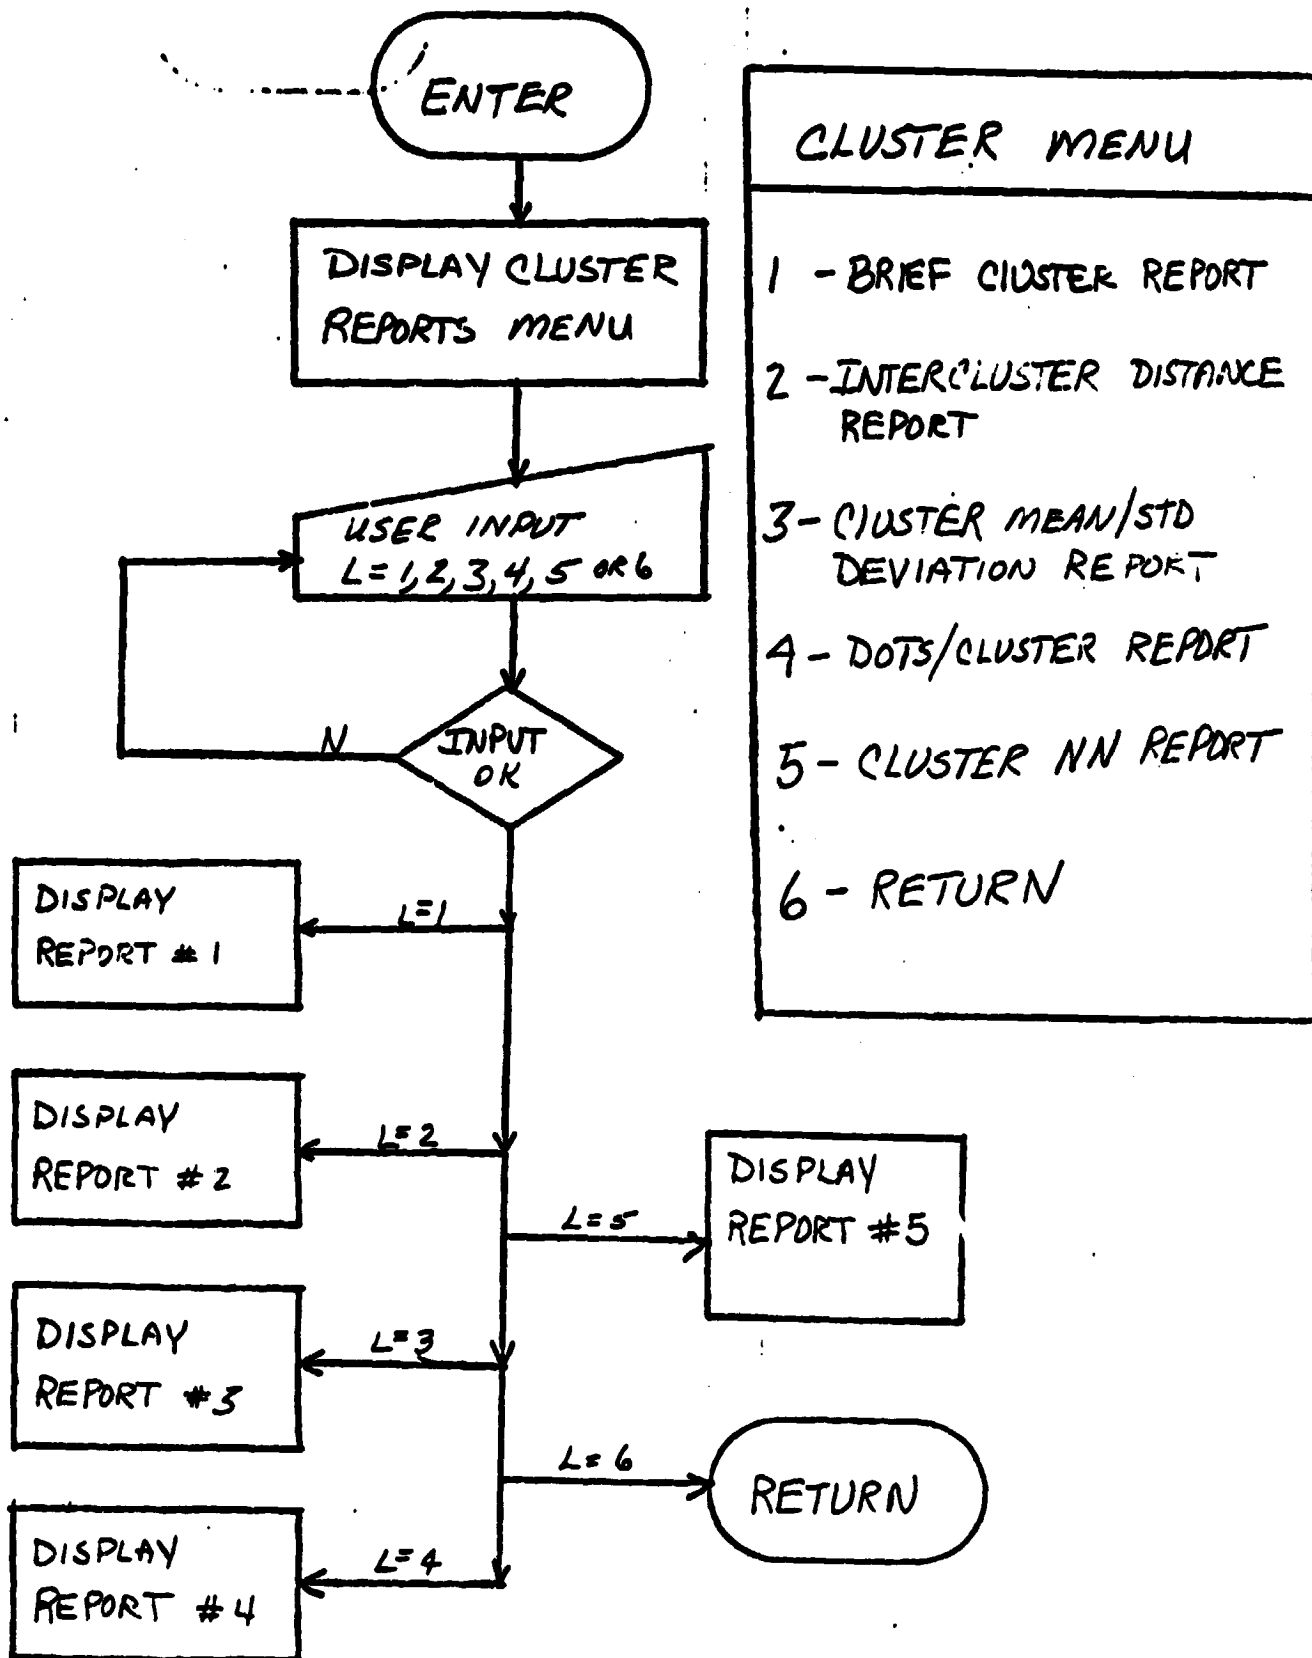 ENTER
DISPLAY CLUSTER
REPORTS MENU
USER INPUT
L=1,2,3,4,5 OR 6
INPUT
OK
N
L=1
DISPLAY
REPORT #1
L=2
DISPLAY
REPORT #2
L=5
DISPLAY
REPORT #5
L=3
DISPLAY
REPORT #3
L=6
RETURN
L=4
DISPLAY
REPORT #4
CLUSTER MENU
1 - BRIEF CLUSTER REPORT
2 - INTERCLUSTER DISTANCE
REPORT
3 - CLUSTER MEAN/STD
DEVIATION REPORT
4 - DOTS/CLUSTER REPORT
5 - CLUSTER NN REPORT
6 - RETURN